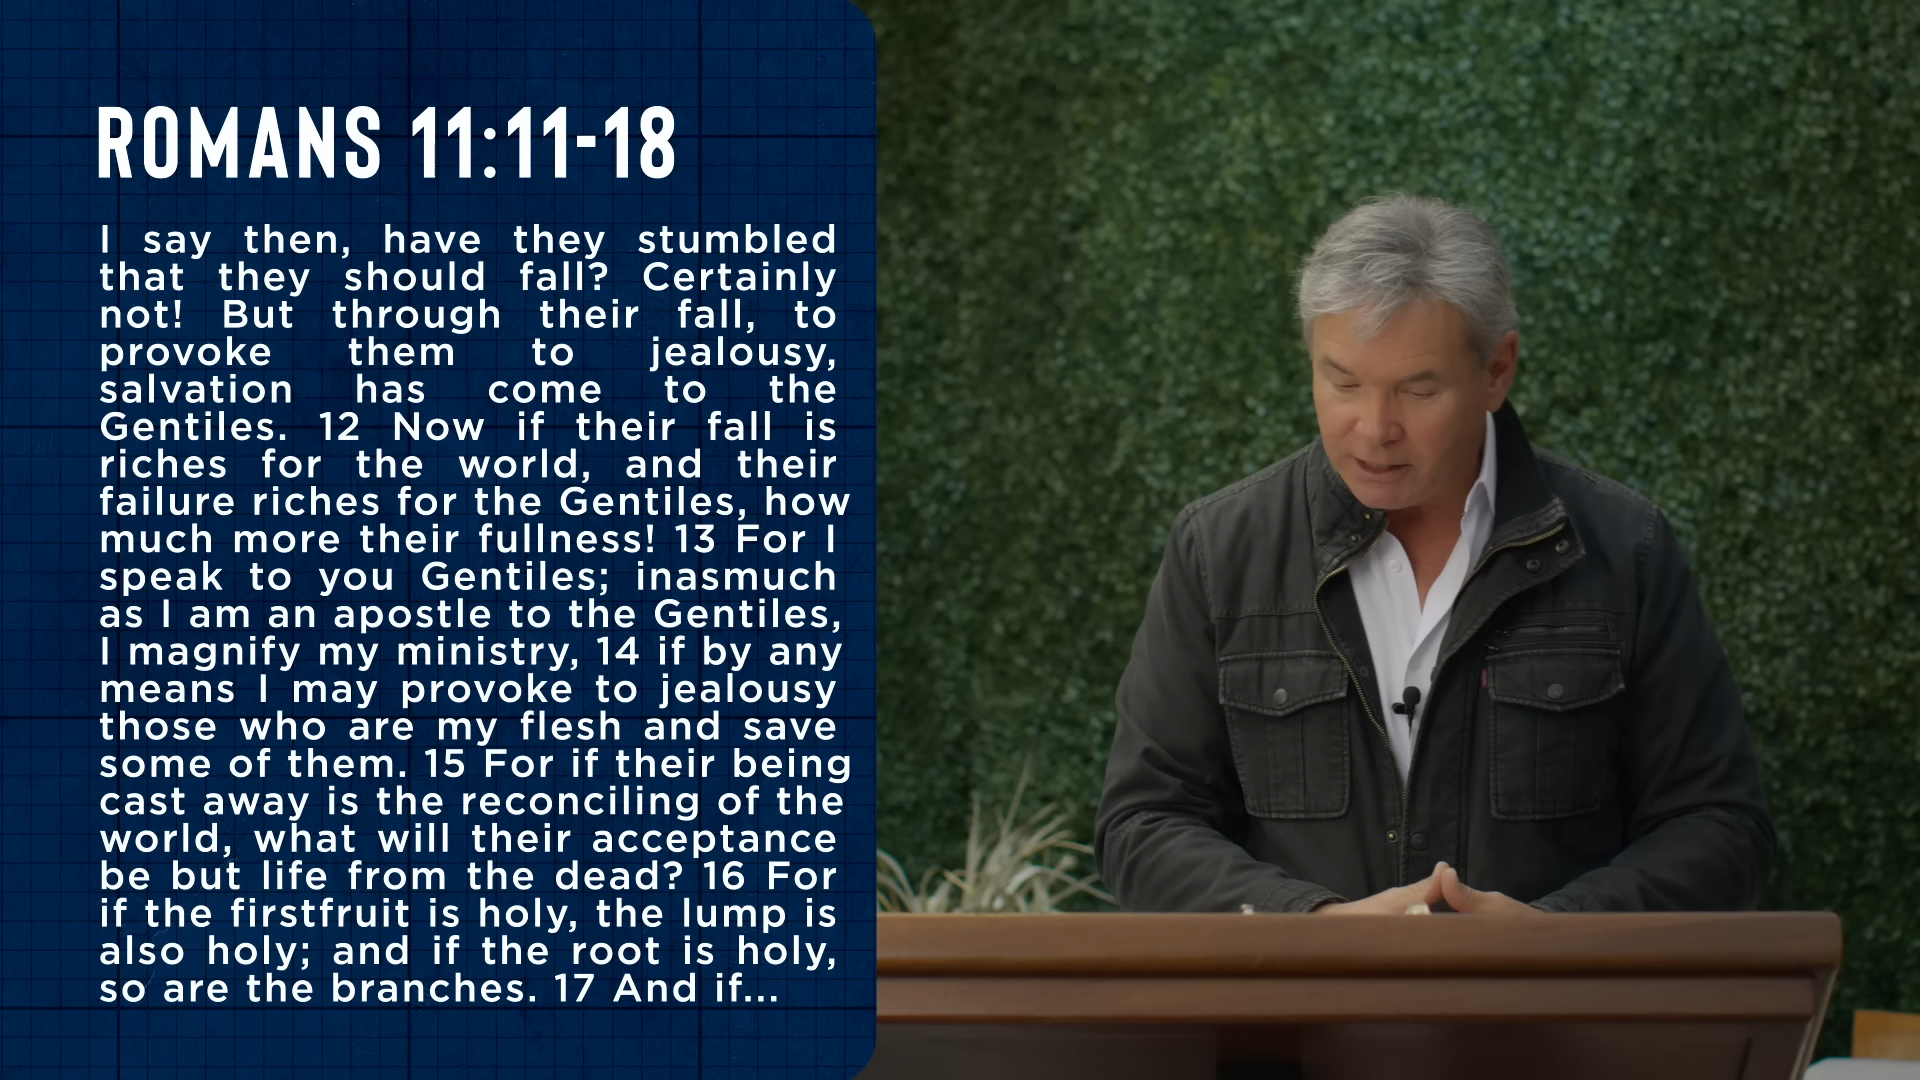 ROMANS 11:11-18
I say then, have they stumbled
that they should fall? Certainly
not! But through their fall, to
provoke them to jealousy,
salvation has come to the
Gentiles. 12 Now if their fall is
riches for the world, and their
failure riches for the Gentiles, how
much more their fullness! 13 For I
speak to you Gentiles; inasmuch
as I am an apostle to the Gentiles,
I magnify my ministry, 14 if by any
means I may provoke to jealousy
those who are my flesh and save
some of them. 15 For if their being
cast away is the reconciling of the
world, what will their acceptance
be but life from the dead? 16 For
if the firstfruit is holy, the lump is
also holy; and if the root is holy,
so are the branches. 17 And if...